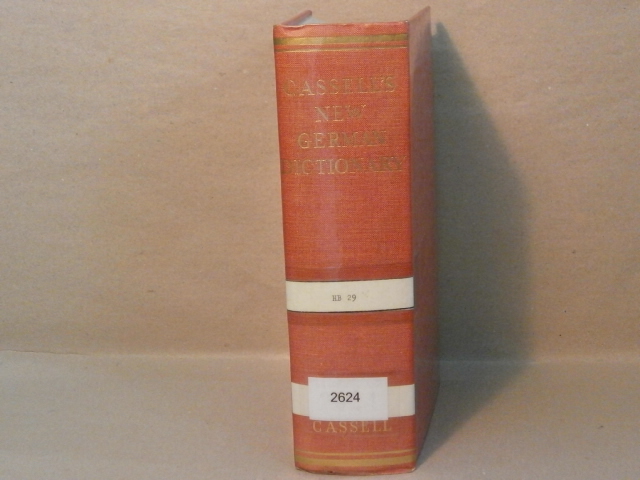 CASSELL'S
NEW
GERMAN
DICTIONARY
HB 29
2624
CASSELL